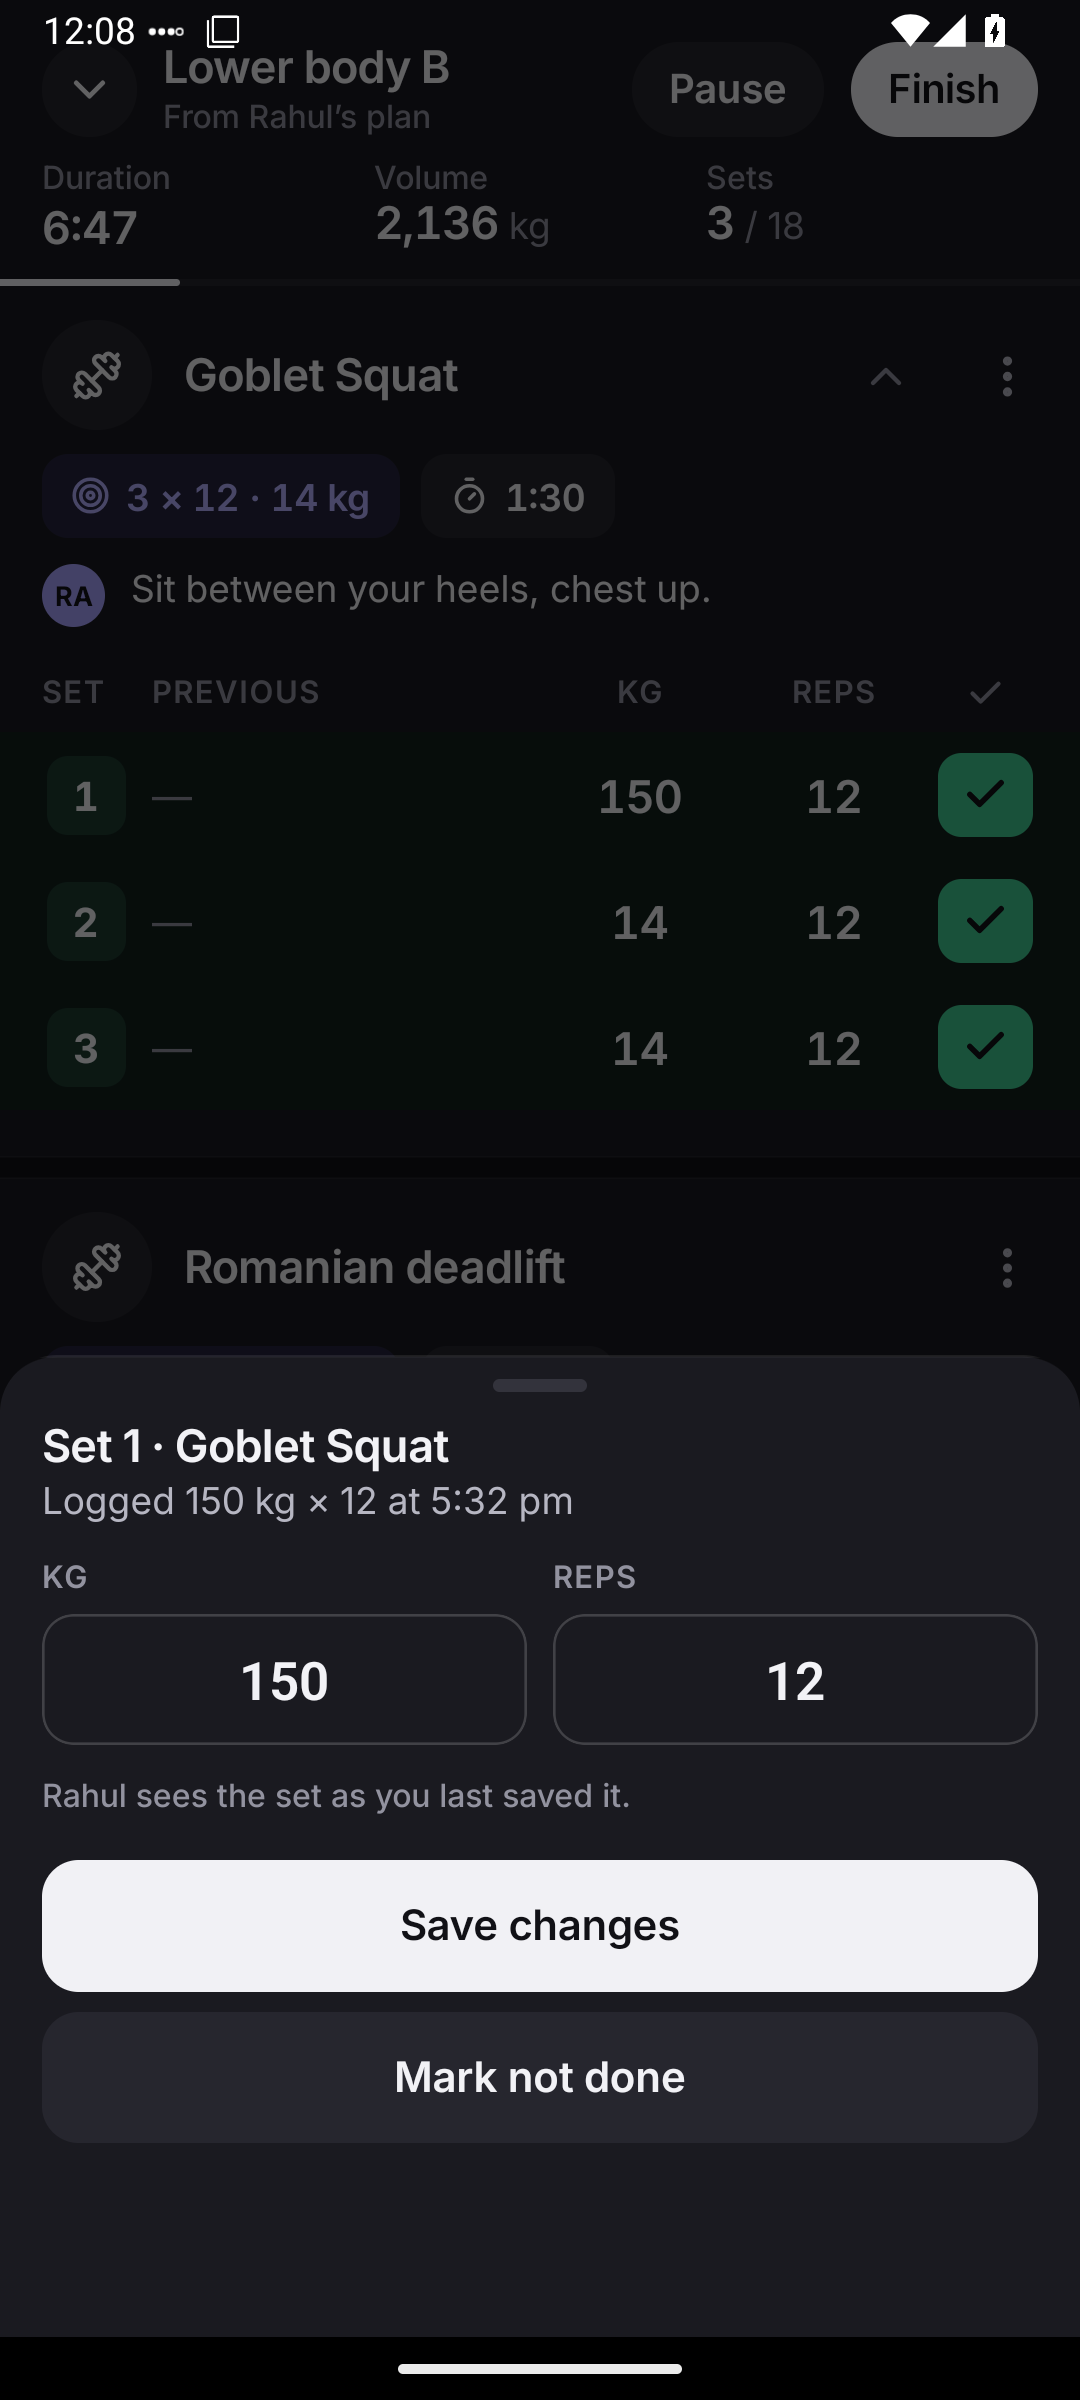 12:08
Lower body B
From Rahul's plan
Pause
Finish
Duration
Volume
Sets
6:47
2,136 kg
3 / 18
Goblet Squat
3 × 12 · 14 kg
1:30
RA
Sit between your heels, chest up.
SET PREVIOUS KG REPS
1 — 150 12
2 — 14 12
3 — 14 12
Romanian deadlift
Set 1 · Goblet Squat
Logged 150 kg × 12 at 5:32 pm
KG
REPS
150
12
Rahul sees the set as you last saved it.
Save changes
Mark not done